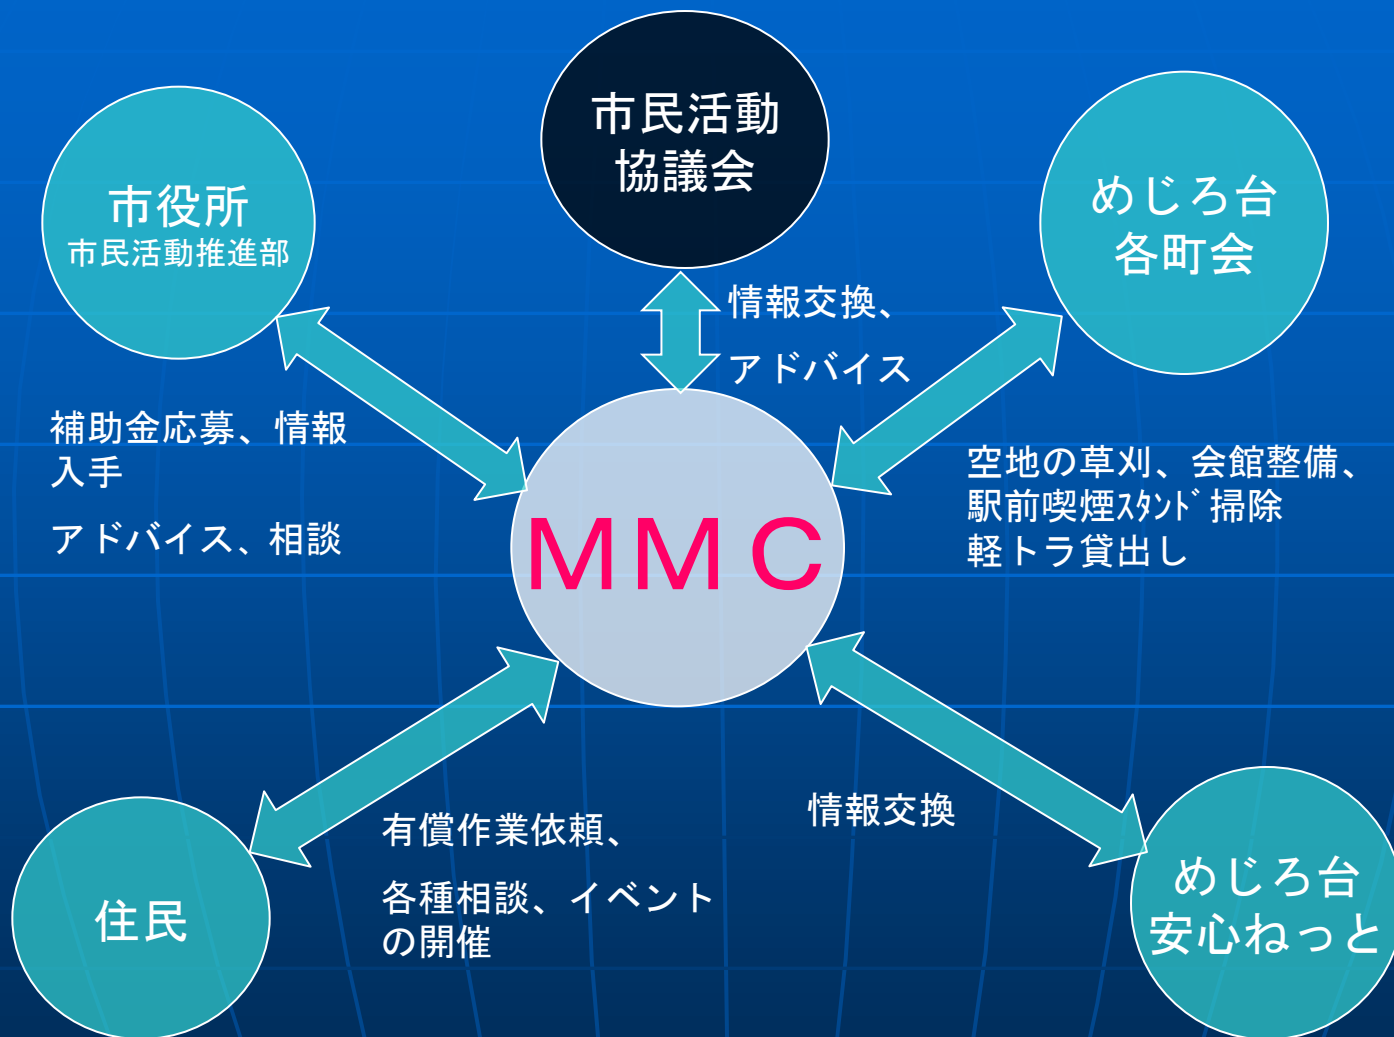 市民活動
協議会
市役所
市民活動推進部
めじろ台
各町会
情報交換、
アドバイス
補助金応募、情報
入手
アドバイス、相談
空地の草刈、会館整備、
駅前喫煙ｽﾀﾝﾄﾞ掃除
軽トラ貸出し
ＭＭＣ
有償作業依頼、
各種相談、イベント
の開催
情報交換
住民
めじろ台
安心ねっと